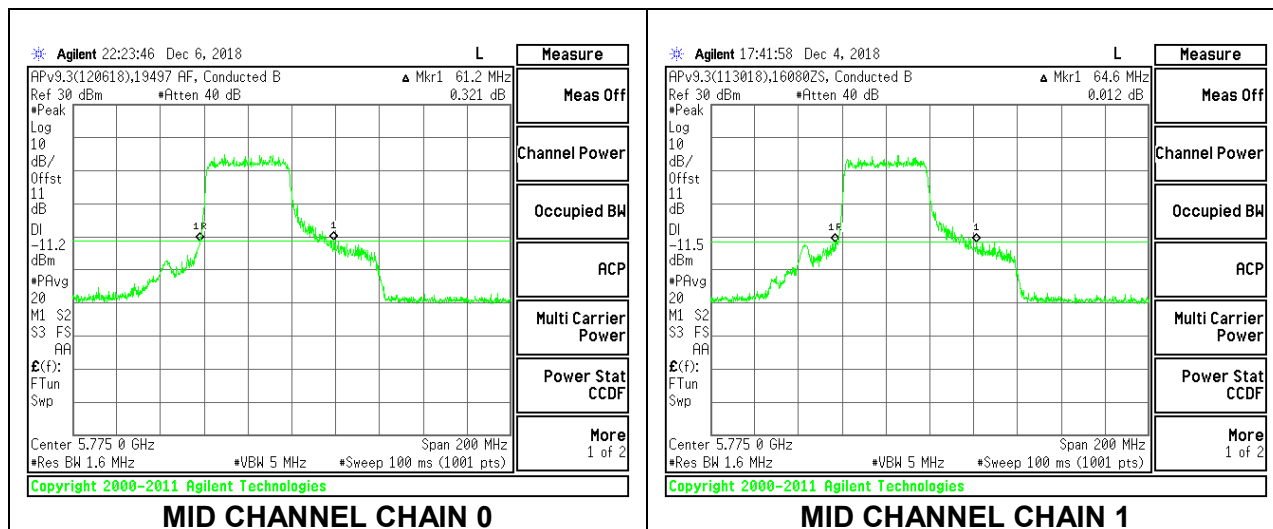 Agilent 22:23:46 Dec 6, 2018 L Measure
APv9.3(120618),19497 AF, Conducted B Δ Mkr1 61.2 MHz
Ref 30 dBm #Atten 40 dB 0.321 dB
Meas Off
#Peak
Log
10
dB/
Offst
11
dB
DI
-11.2
dBm
#PAvg
20
M1 S2
S3 FS
AA
£(f):
FTun
Swp
1R
1
Channel Power
Occupied BW
ACP
Multi Carrier
Power
Power Stat
CCDF
More
1 of 2
Center 5.775 0 GHz Span 200 MHz
#Res BW 1.6 MHz #VBW 5 MHz #Sweep 100 ms (1001 pts)
Copyright 2000-2011 Agilent Technologies
MID CHANNEL CHAIN 0
Agilent 17:41:58 Dec 4, 2018 L Measure
APv9.3(113018),16080ZS, Conducted B Δ Mkr1 64.6 MHz
Ref 30 dBm #Atten 40 dB 0.012 dB
Meas Off
#Peak
Log
10
dB/
Offst
11
dB
DI
-11.5
dBm
#PAvg
20
M1 S2
S3 FS
AA
£(f):
FTun
Swp
1R
1
Channel Power
Occupied BW
ACP
Multi Carrier
Power
Power Stat
CCDF
More
1 of 2
Center 5.775 0 GHz Span 200 MHz
#Res BW 1.6 MHz #VBW 5 MHz #Sweep 100 ms (1001 pts)
Copyright 2000-2011 Agilent Technologies
MID CHANNEL CHAIN 1